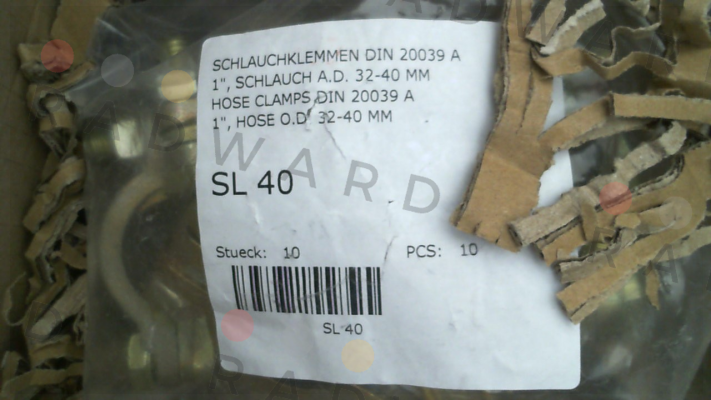 SCHLAUCHKLEMMEN DIN 20039 A
1", SCHLAUCH A.D. 32-40 MM
HOSE CLAMPS DIN 20039 A
1", HOSE O.D. 32-40 MM
SL 40
Stueck: 10 PCS: 10
SL 40